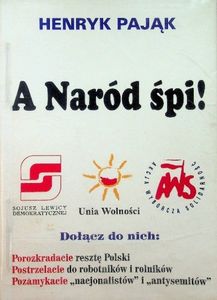 HENRYK PAJĄK
A Naród śpi!
SOJUSZ LEWICY
DEMOKRATYCZNEJ
Unia Wolności
AKCJA WYBORCZA SOLIDARNOŚĆ
AWS
Dołącz do nich:
Porozkradacie resztę Polski
Postrzelacie do robotników i rolników
Pozamykacie „nacjonalistów” i „antysemitów”